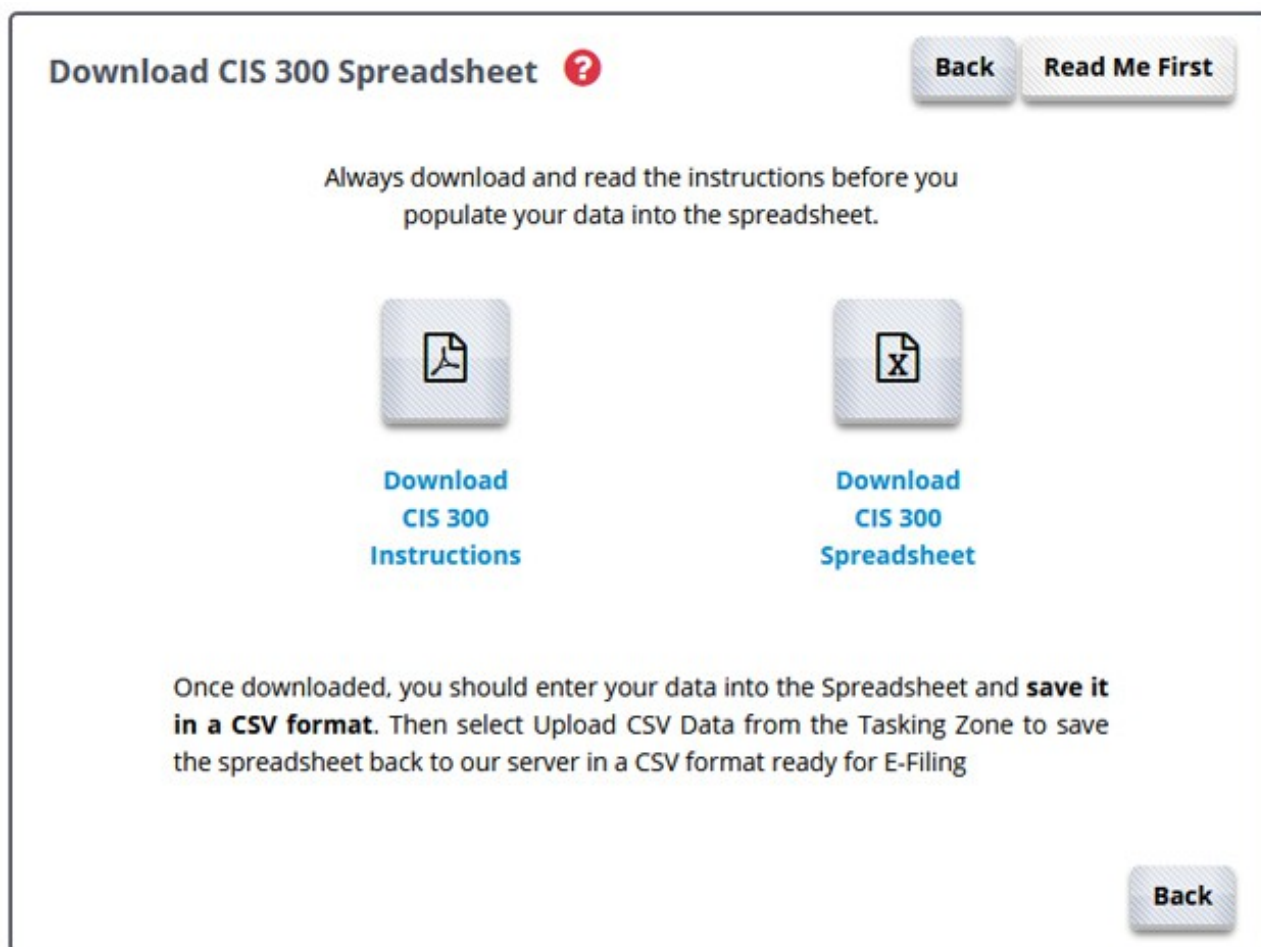 Download CIS 300 Spreadsheet ?
Back
Read Me First
Always download and read the instructions before you
populate your data into the spreadsheet.
Download
CIS 300
Instructions
X
Download
CIS 300
Spreadsheet
Once downloaded, you should enter your data into the Spreadsheet and save it
in a CSV format. Then select Upload CSV Data from the Tasking Zone to save
the spreadsheet back to our server in a CSV format ready for E-Filing
Back